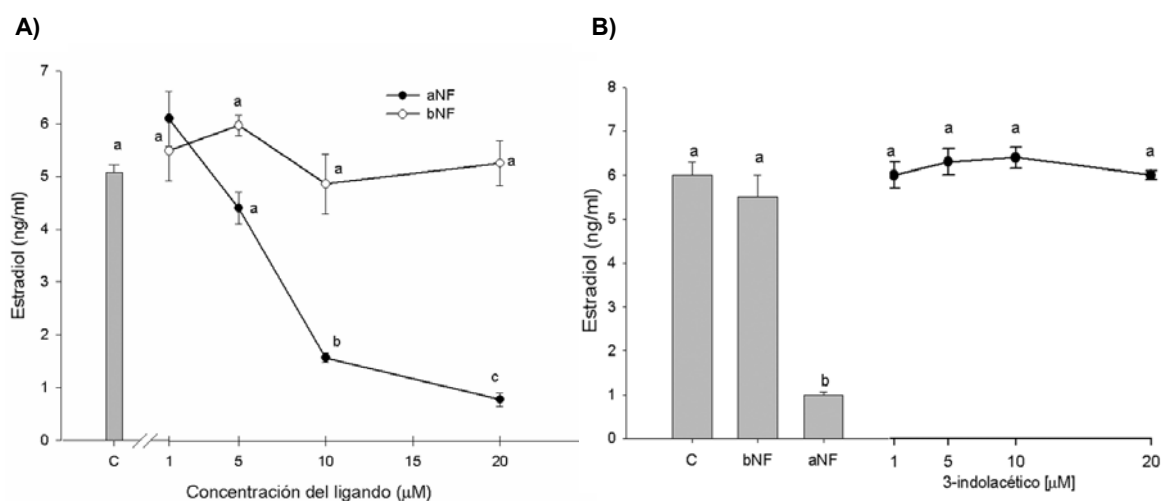 A)
B)
7
6
5
4
3
2
1
0
Estradiol (ng/ml)
aNF
bNF
a
a
a
a
a
a
b
c
C
1
5
10
15
20
Concentración del ligando (μM)
8
7
6
5
4
3
2
1
0
Estradiol (ng/ml)
a
a
b
a
a
a
a
C
bNF
aNF
1
5
10
20
3-indolacético [μM]